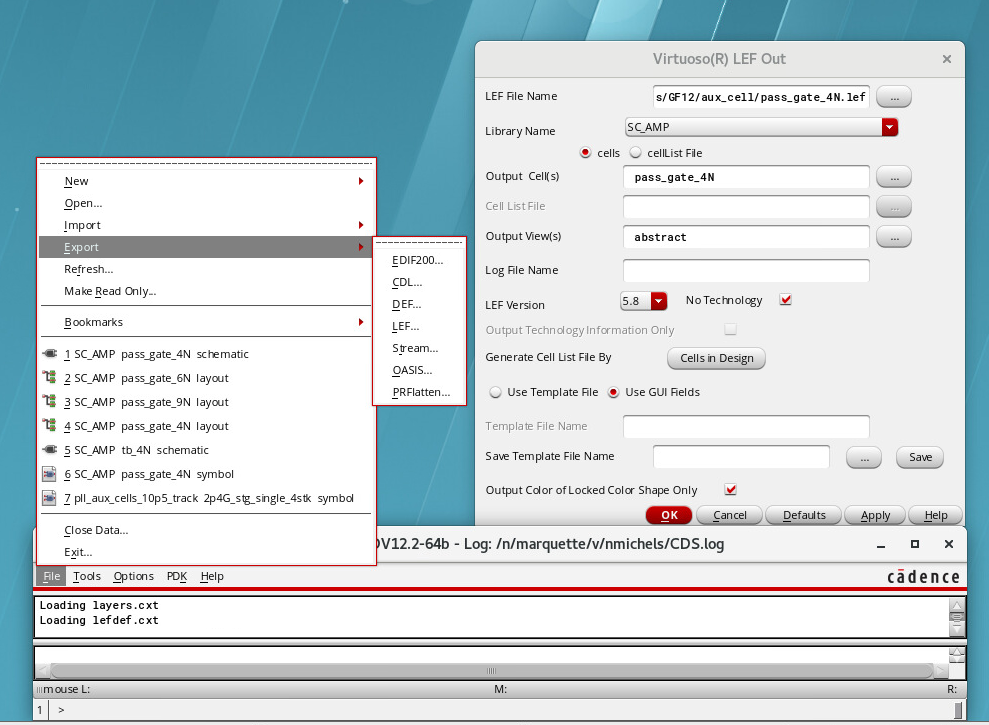 Virtuoso(R) LEF Out
LEF File Name s/GF12/aux_cell/pass_gate_4N.lef ...
Library Name SC_AMP
cells cellList File
Output Cell(s) pass_gate_4N ...
Cell List File ...
Output View(s) abstract ...
Log File Name
LEF Version 5.8 No Technology
Output Technology Information Only
Generate Cell List File By Cells in Design
Use Template File Use GUI Fields
Template File Name
Save Template File Name ... Save
Output Color of Locked Color Shape Only
OK Cancel Defaults Apply Help
New
Open...
Import
Export
Refresh...
Make Read Only...
Bookmarks
1 SC_AMP pass_gate_4N schematic
2 SC_AMP pass_gate_6N layout
3 SC_AMP pass_gate_9N layout
4 SC_AMP pass_gate_4N layout
5 SC_AMP tb_4N schematic
6 SC_AMP pass_gate_4N symbol
7 pll_aux_cells_10p5_track 2p4G_stg_single_4stk symbol
Close Data...
Exit...
EDIF200...
CDL...
DEF...
LEF...
Stream...
OASIS...
PRFlatten...
DV12.2-64b - Log: /n/marquette/v/nmichels/CDS.log
File Tools Options PDK Help cādence
Loading layers.cxt
Loading lefdef.cxt
mouse L: M: R:
1 >